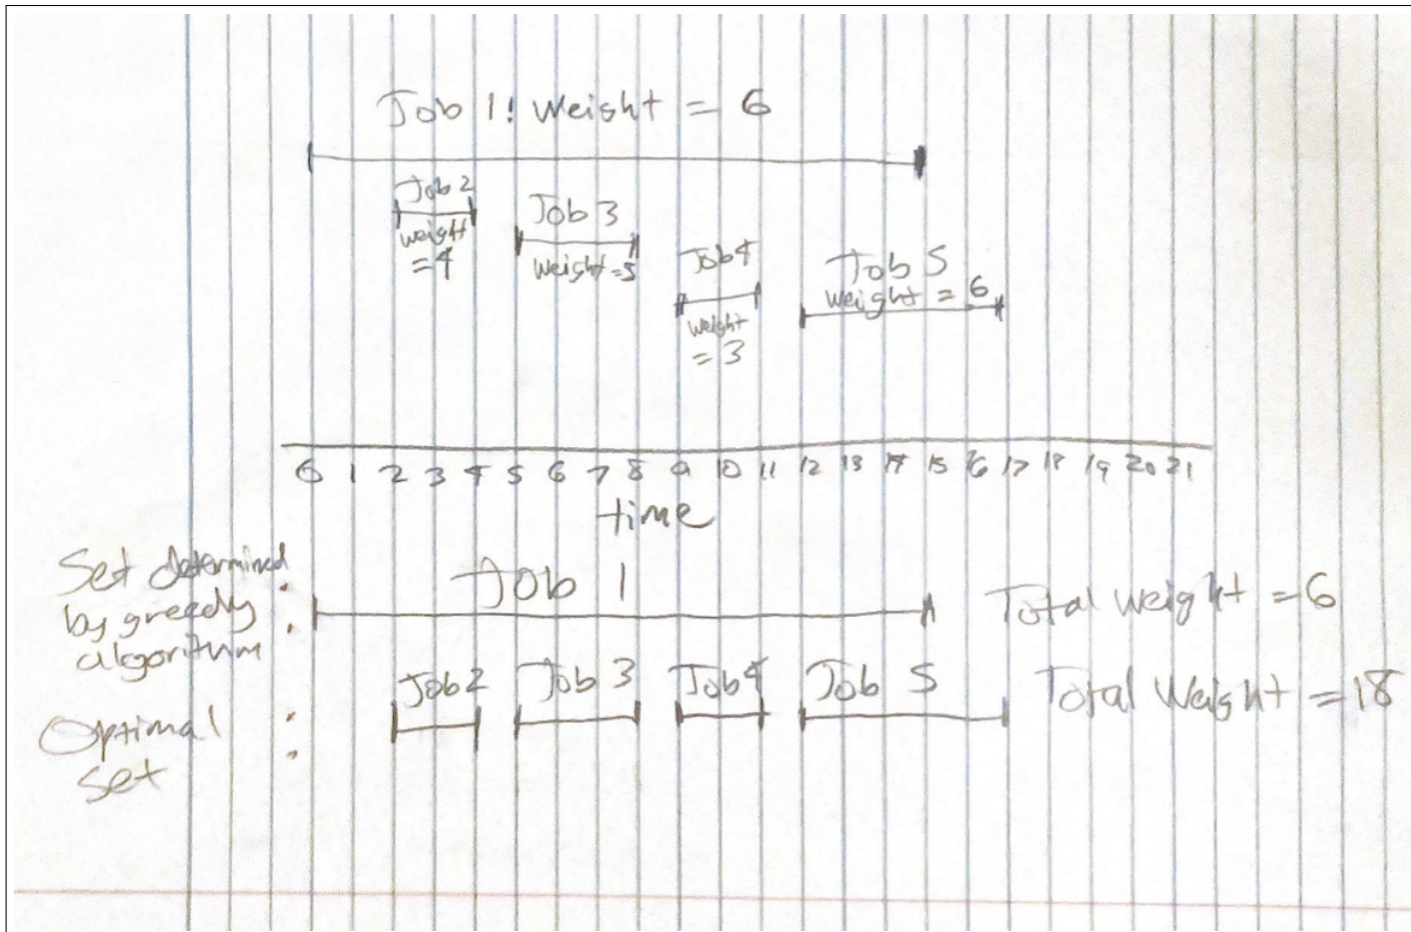 Job 1: Weight = 6
Job 2
weight
= 4
Job 3
Weight = 5
Job 4
weight
= 3
Job 5
weight = 6
0 1 2 3 4 5 6 7 8 9 10 11 12 13 14 15 16 17 18 19 20 21
time
Set determined
by greedy
algorithm
:
Job 1
Total weight = 6
Optimal
set
:
Job 2
Job 3
Job 4
Job 5
Total Weight = 18